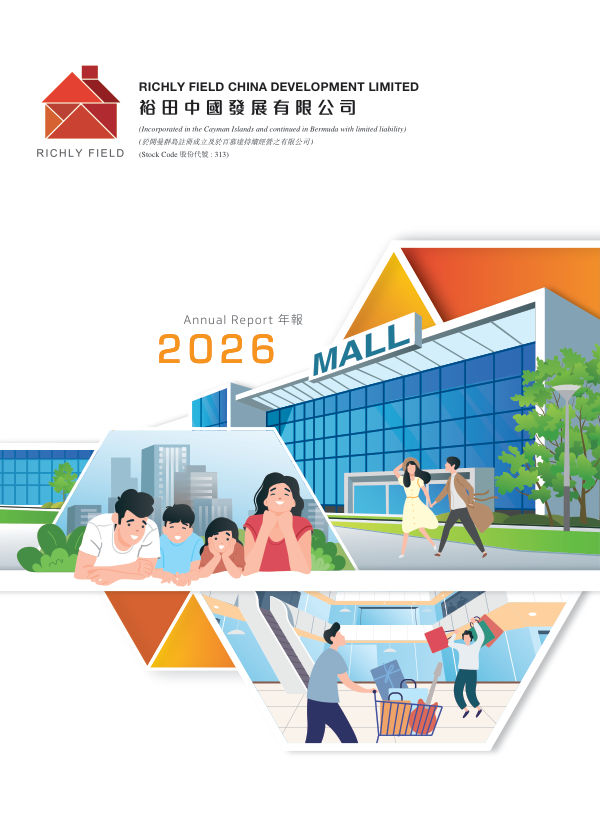 RICHLY FIELD
RICHLY FIELD CHINA DEVELOPMENT LIMITED
裕田中國發展有限公司
(Incorporated in the Cayman Islands and continued in Bermuda with limited liability)
(於開曼群島註冊成立及於百慕達持續經營之有限公司)
(Stock Code 股份代號 : 313)
Annual Report 年報
2026
MALL